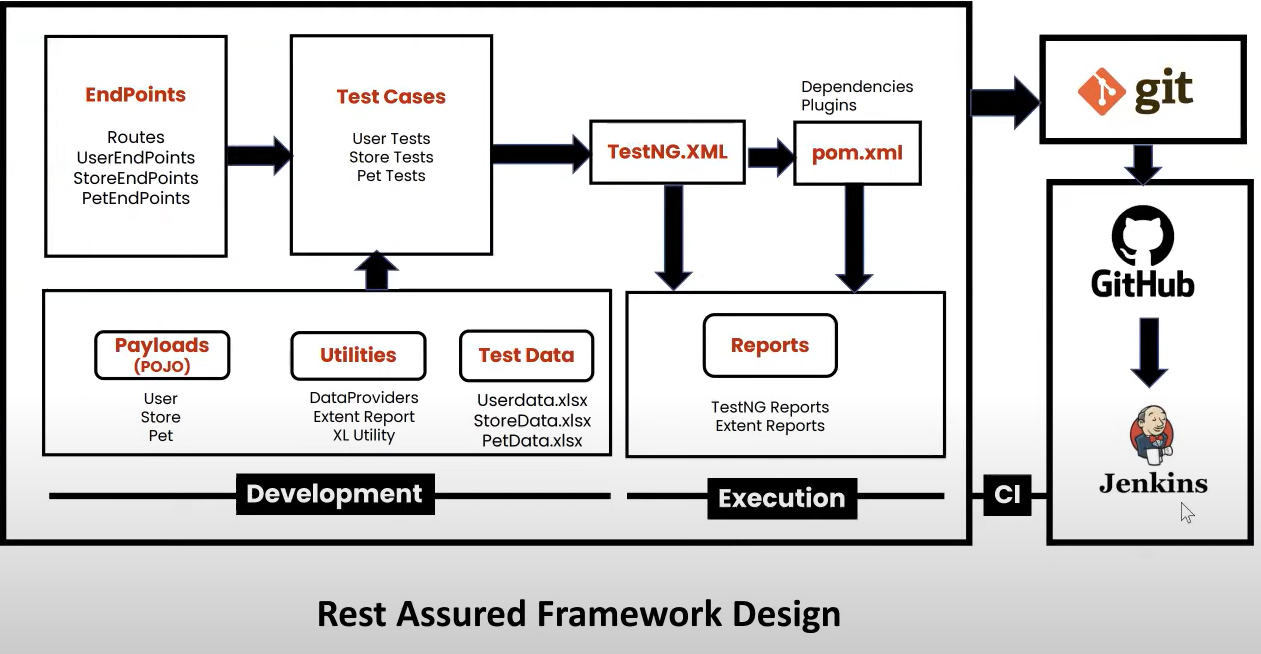 EndPoints
Routes
UserEndPoints
StoreEndPoints
PetEndPoints
Test Cases
User Tests
Store Tests
Pet Tests
TestNG.XML
Dependencies
Plugins
pom.xml
git
GitHub
Jenkins
Payloads
(POJO)
User
Store
Pet
Utilities
DataProviders
Extent Report
XL Utility
Test Data
Userdata.xlsx
StoreData.xlsx
PetData.xlsx
Reports
TestNG Reports
Extent Reports
Development
Execution
CI
Rest Assured Framework Design